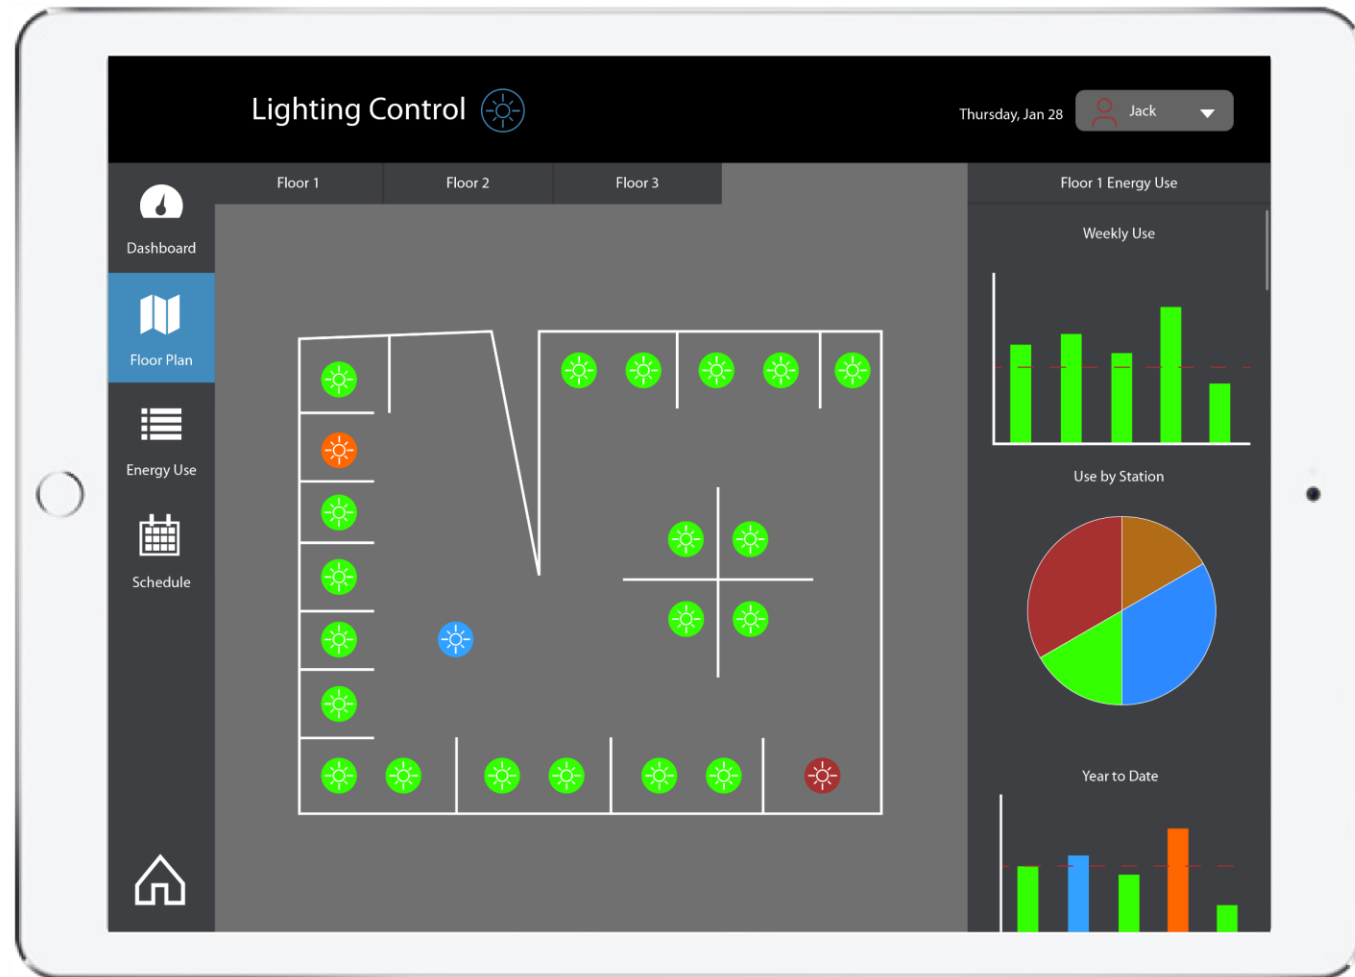 Lighting Control
Thursday, Jan 28
Jack
Dashboard
Floor Plan
Energy Use
Schedule
Floor 1
Floor 2
Floor 3
Floor 1 Energy Use
Weekly Use
Use by Station
Year to Date